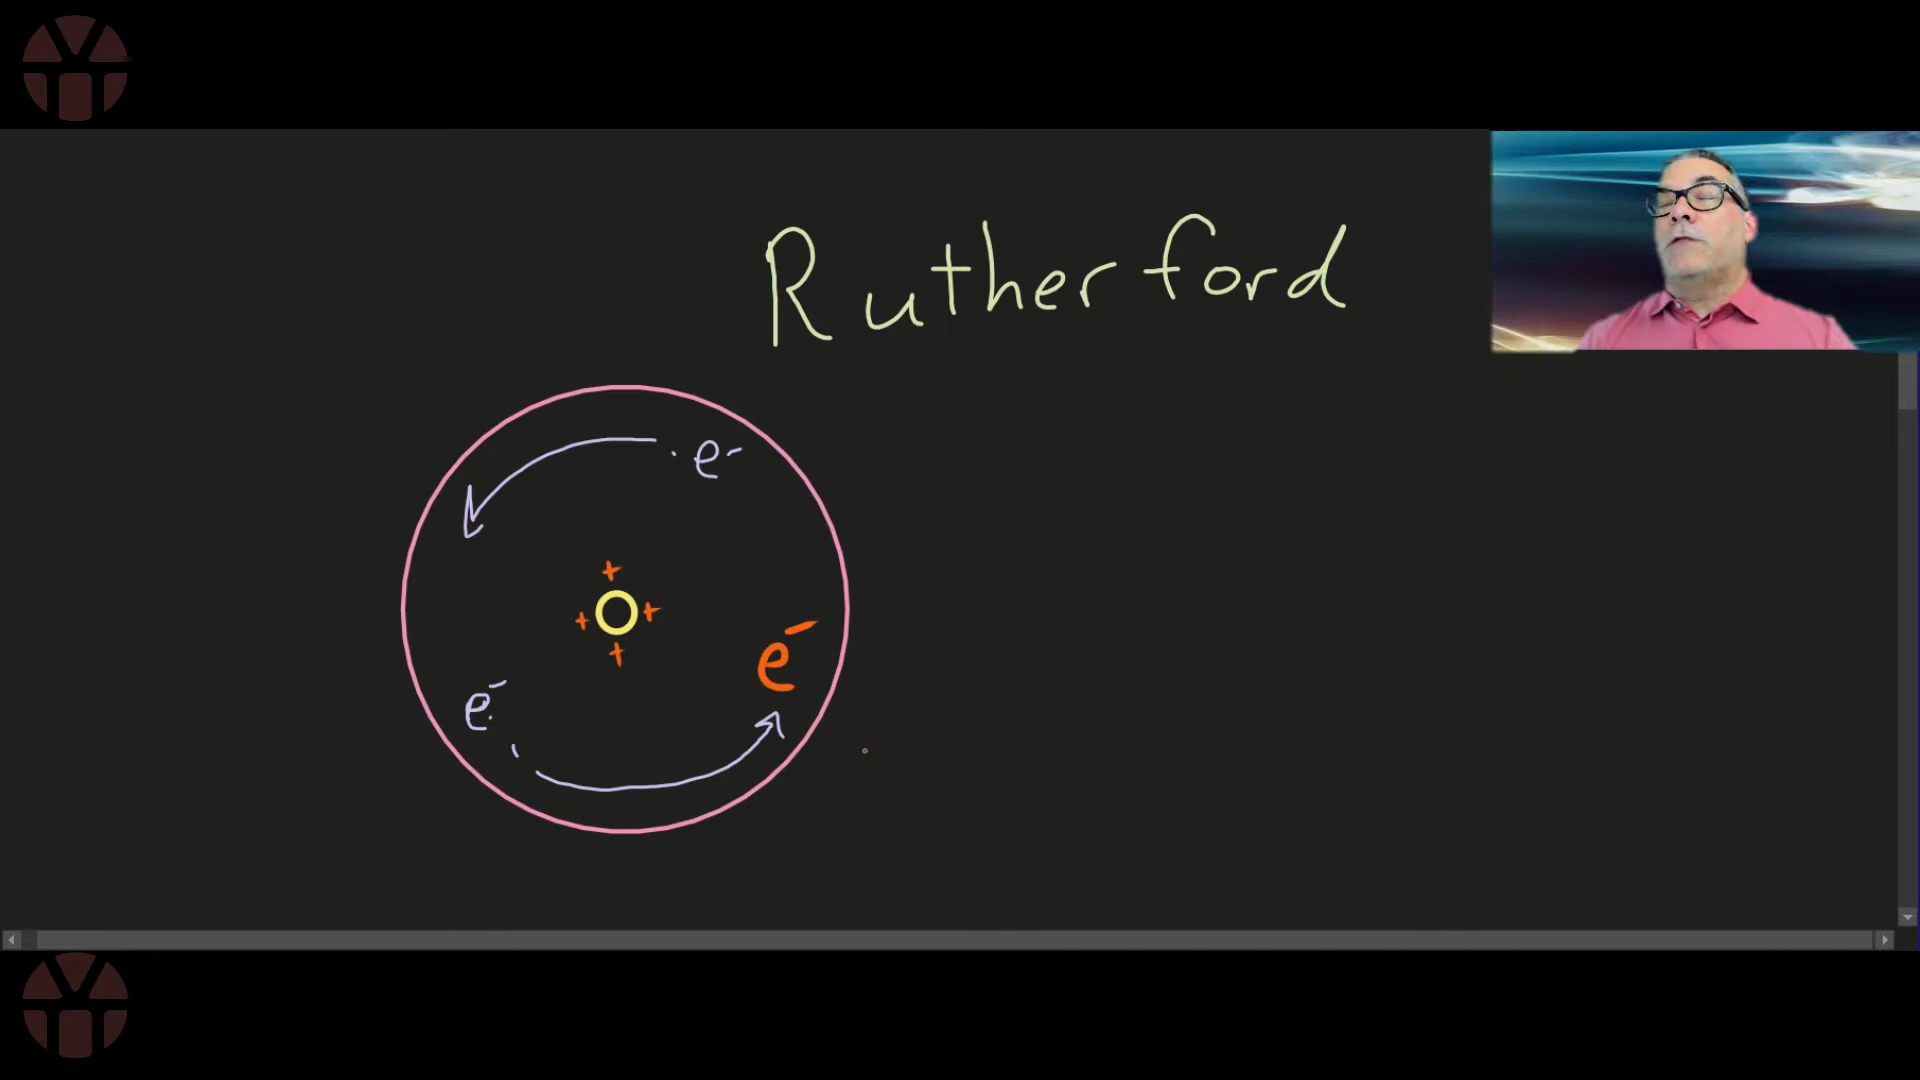 Rutherford
e-
+
+ +
+
e-
e-